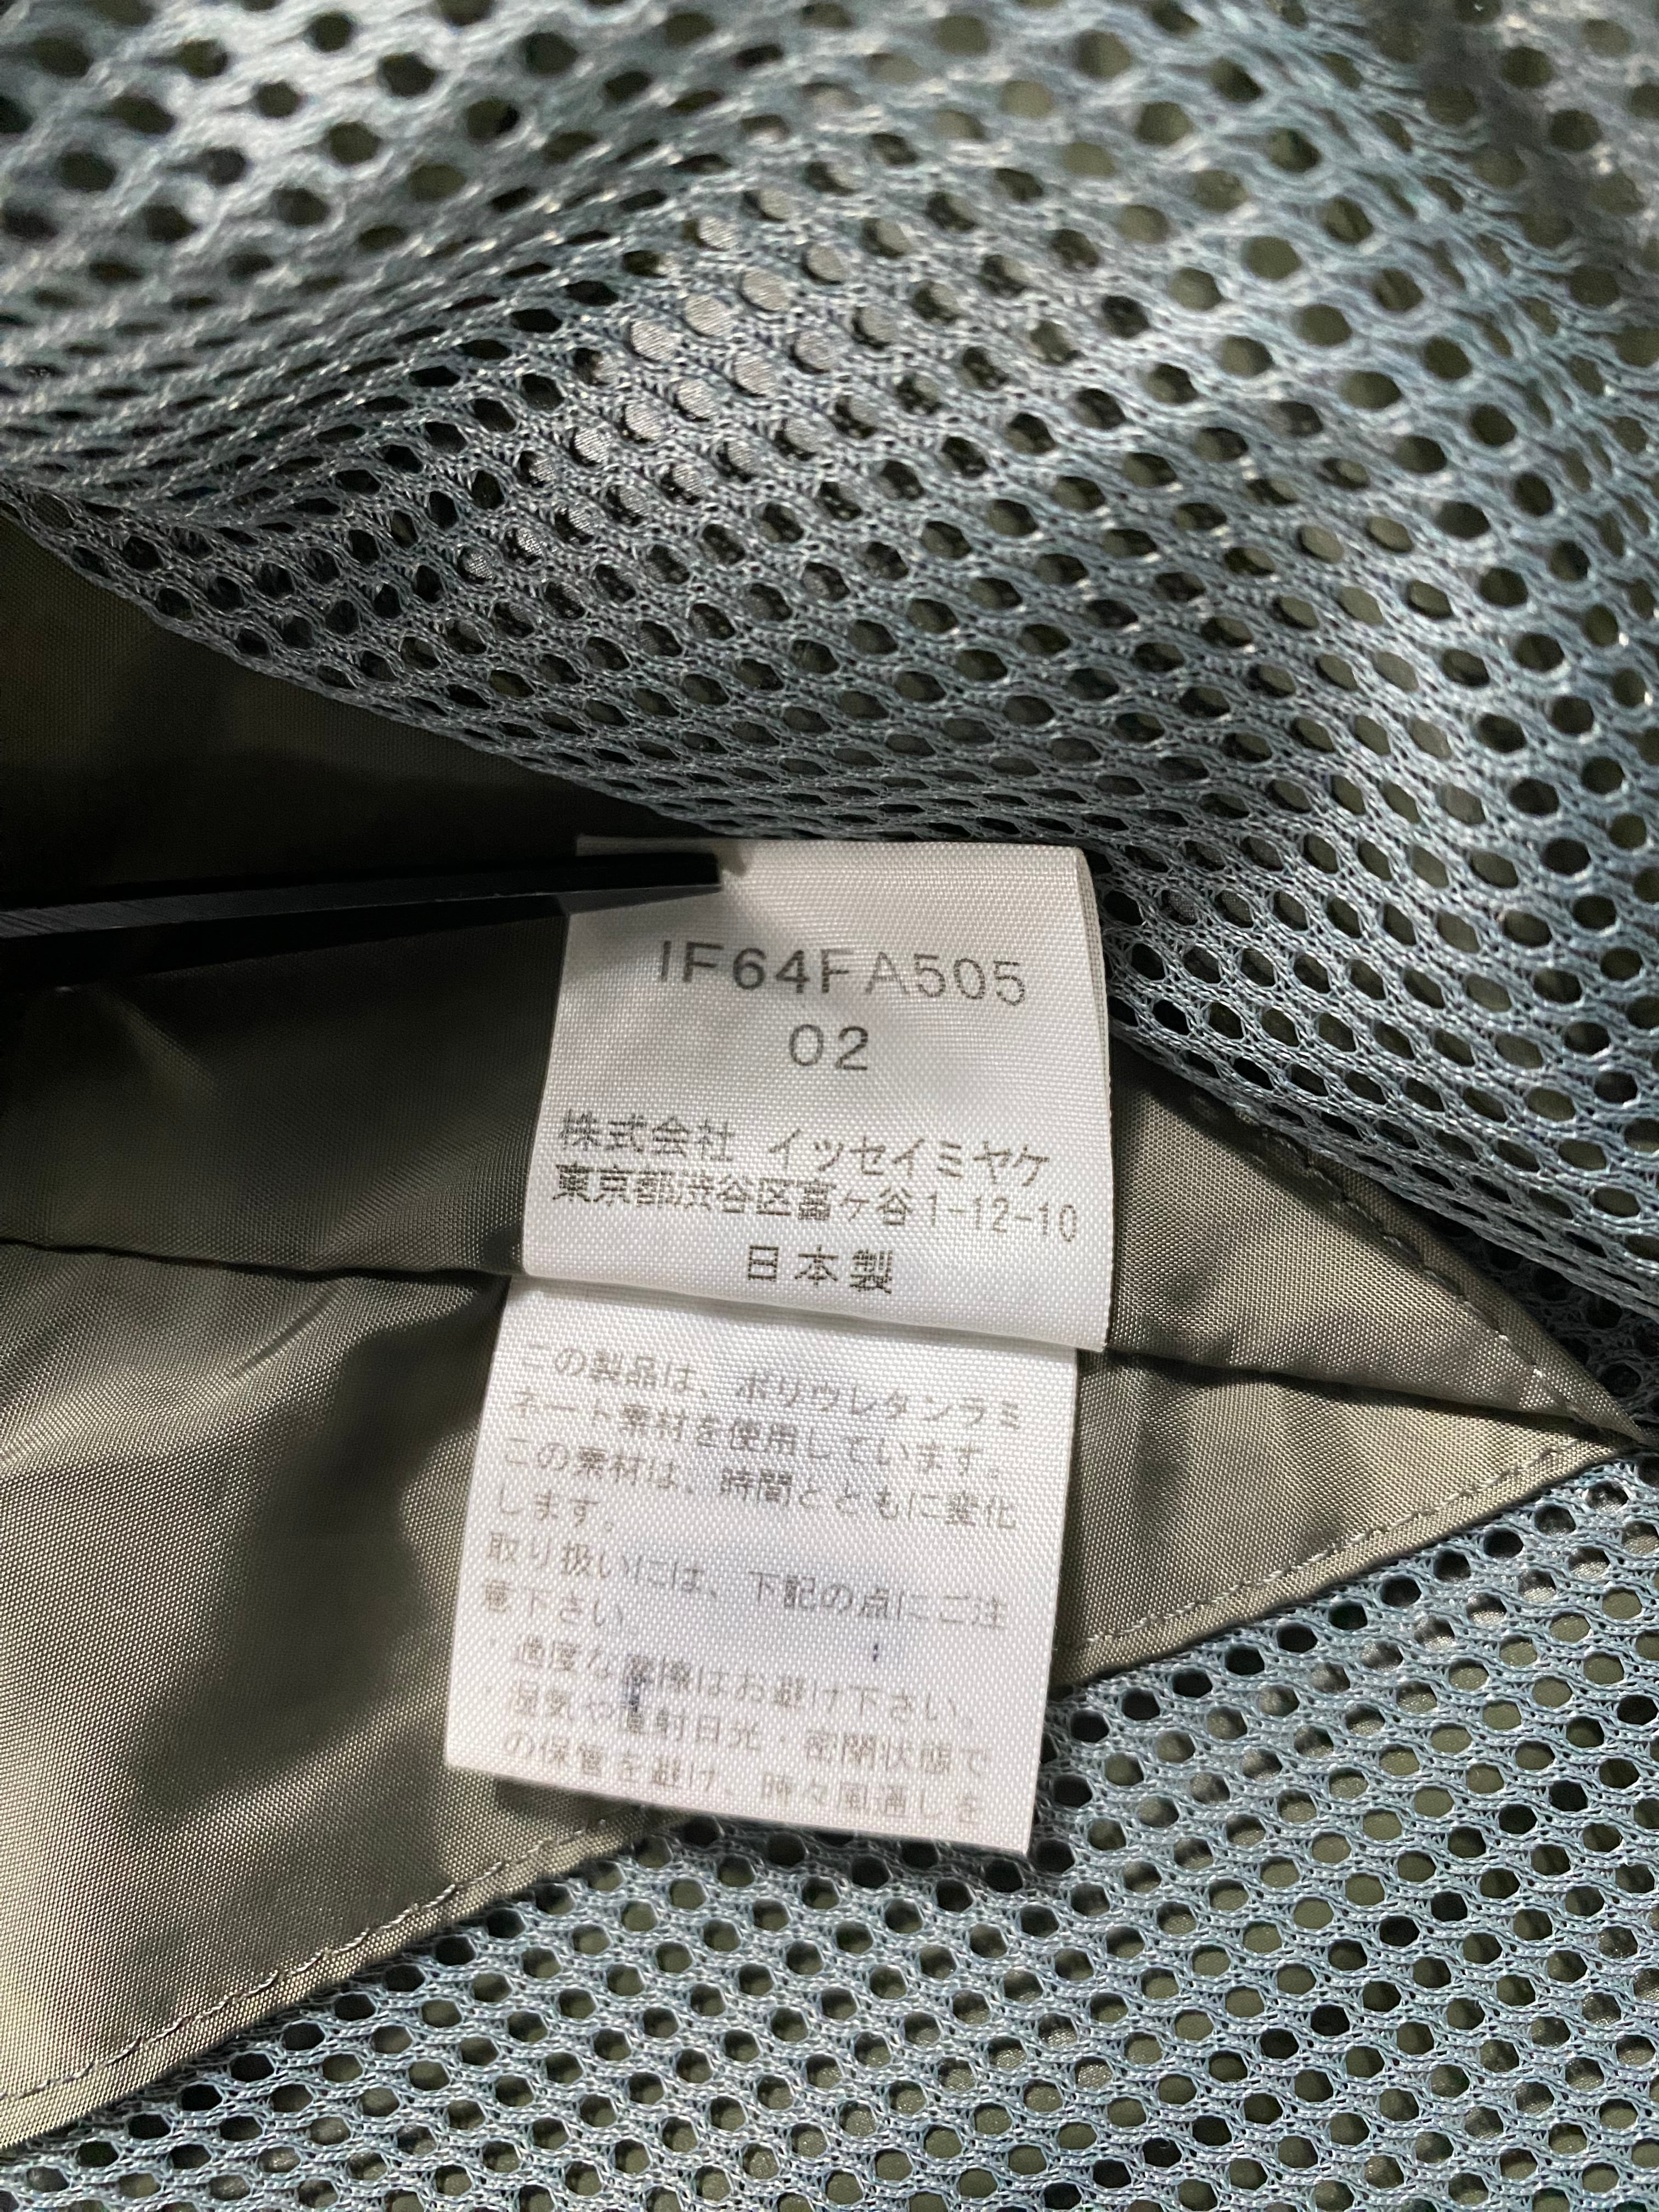 IF64FA505
02
株式会社 イッセイミヤケ
東京都渋谷区富ヶ谷1-12-10
日本製
この製品は、ポリウレタンラミ
ネート素材を使用しています。
この素材は、時間とともに変化
します。
取り扱いには、下記の点にご注
意下さい。
・過度な摩擦はお避け下さい。
・湿気や直射日光・密閉状態で
の保管を避け、時々風通しを